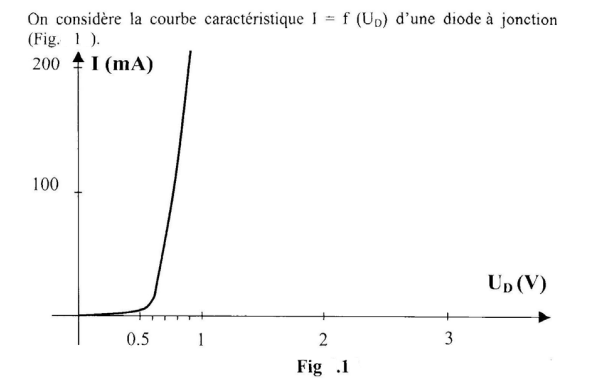 On considère la courbe caractéristique I = f (U_D) d'une diode à jonction
(Fig. 1 ).
200 I (mA)
100
U_D (V)
0.5 1 2 3
Fig .1